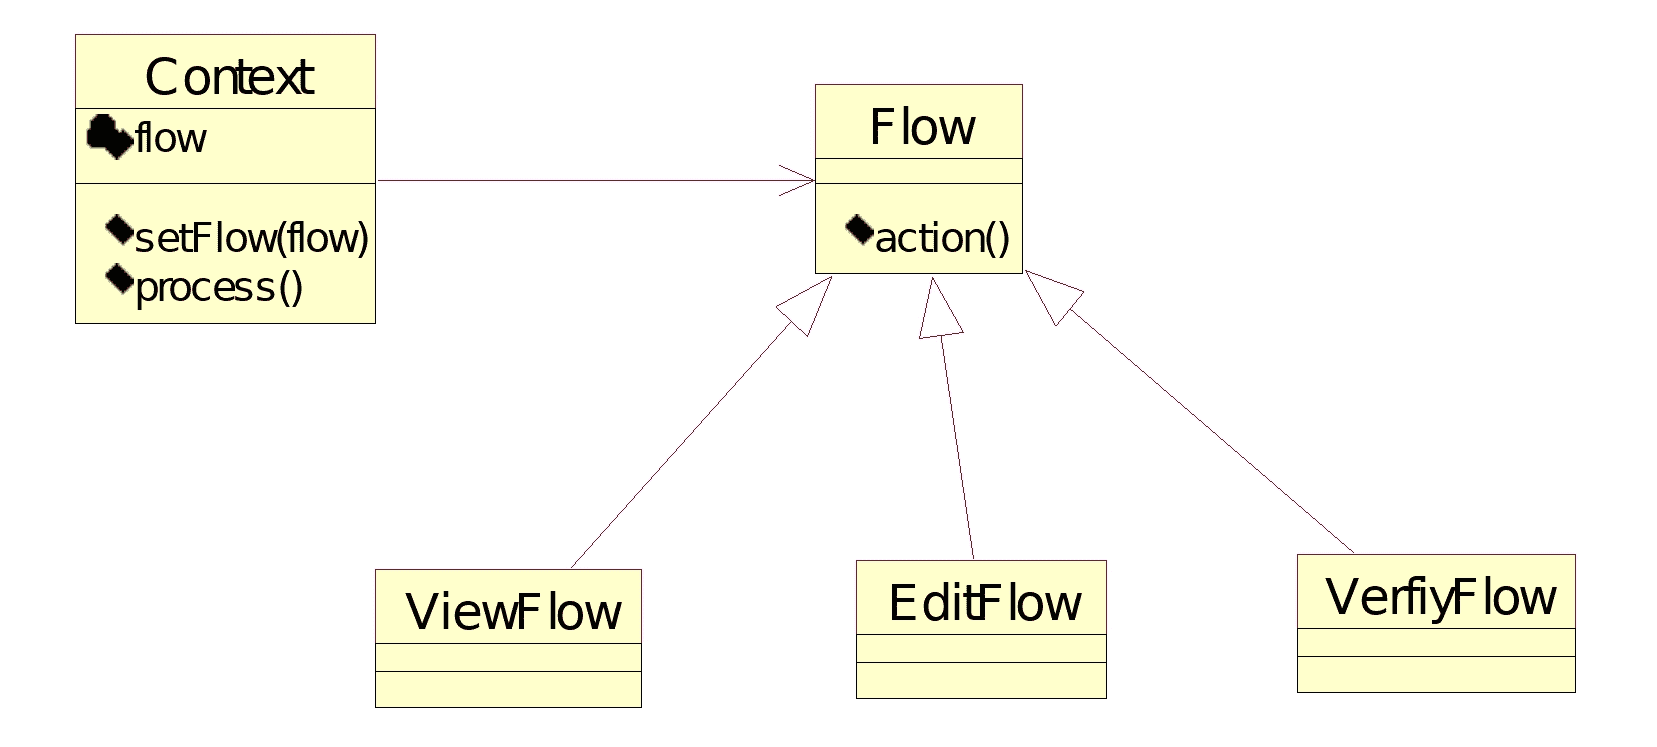 Context
flow
setFlow(flow)
process()
Flow
action()
ViewFlow
EditFlow
VerfiyFlow